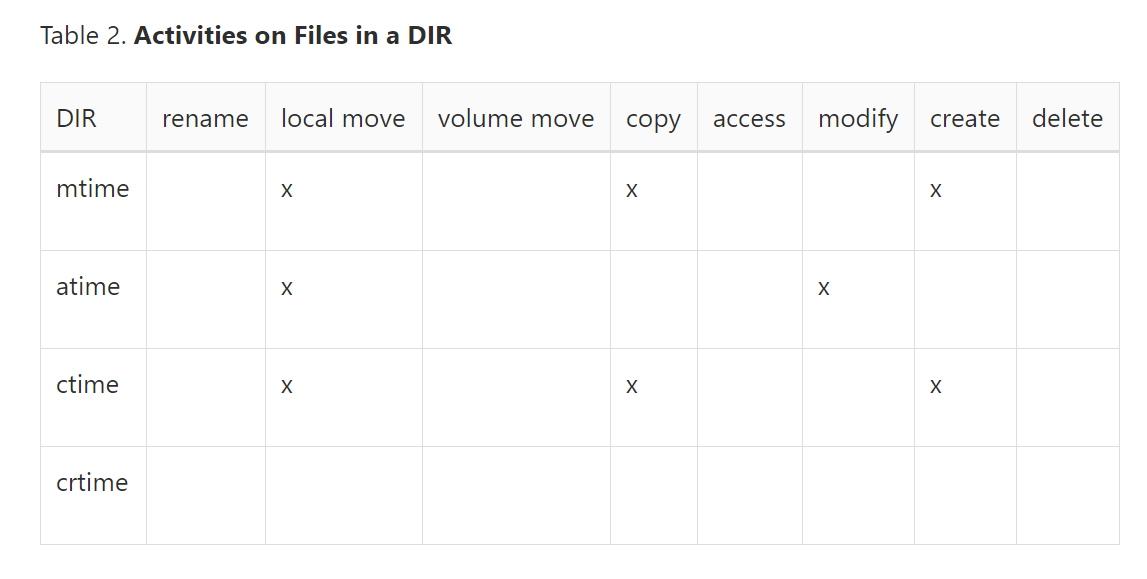 Table 2. Activities on Files in a DIR
DIR rename local move volume move copy access modify create delete
mtime x x x
atime x x
ctime x x x
crtime